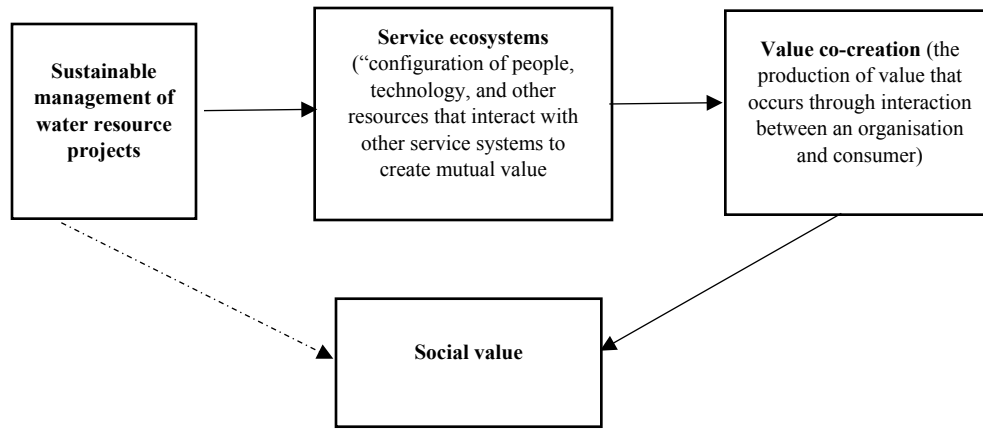 Sustainable
management of
water resource
projects
Service ecosystems
(“configuration of people,
technology, and other
resources that interact with
other service systems to
create mutual value
Value co-creation (the
production of value that
occurs through interaction
between an organisation
and consumer)
Social value